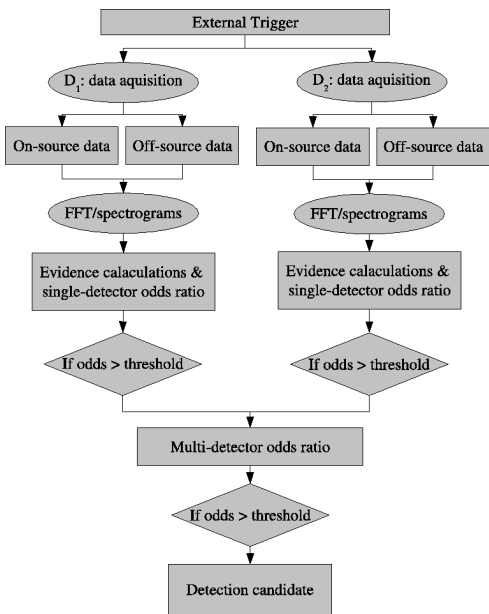 External Trigger
D1: data aquisition
D2: data aquisition
On-source data
Off-source data
On-source data
Off-source data
FFT/spectrograms
FFT/spectrograms
Evidence calaculations &
single-detector odds ratio
Evidence calaculations &
single-detector odds ratio
If odds > threshold
If odds > threshold
Multi-detector odds ratio
If odds > threshold
Detection candidate